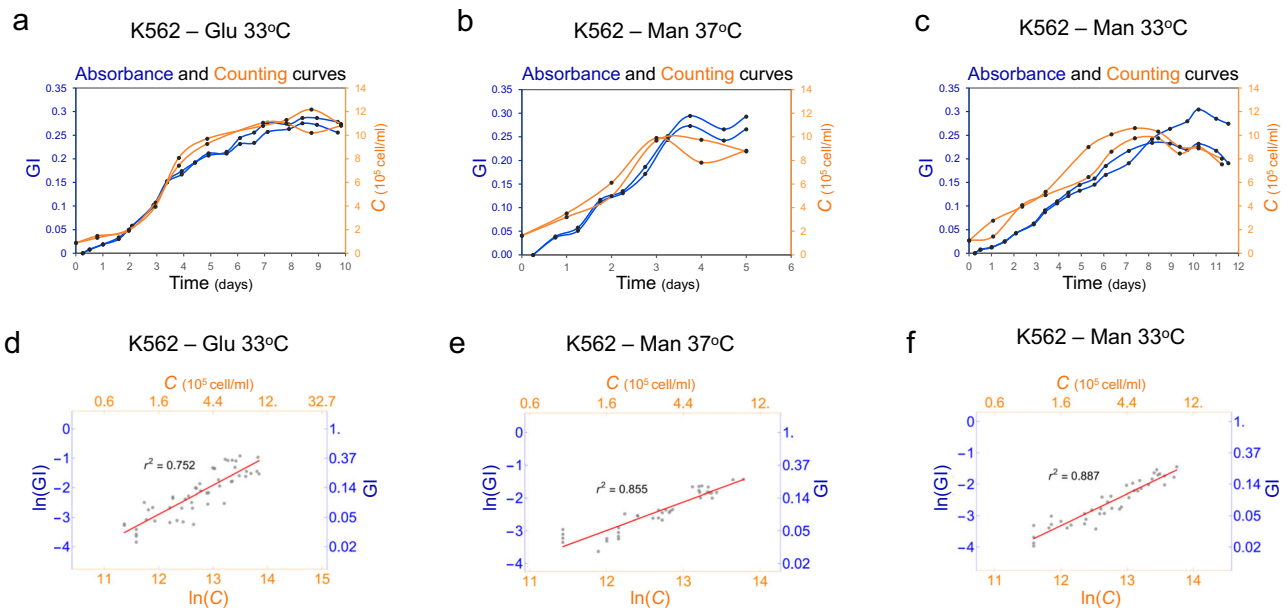 a
K562 – Glu 33ºC
Absorbance and Counting curves
0.35
0.3
0.25
0.2
0.15
0.1
0.05
0
GI
14
12
10
8
6
4
2
0
C (10⁵ cell/ml)
0 1 2 3 4 5 6 7 8 9 10
Time (days)
b
K562 – Man 37ºC
Absorbance and Counting curves
0.35
0.30
0.25
0.20
0.15
0.10
0.05
0.00
GI
14
12
10
8
6
4
2
0
C (10⁵ cell/ml)
0 1 2 3 4 5 6
Time (days)
c
K562 – Man 33ºC
Absorbance and Counting curves
0.35
0.3
0.25
0.2
0.15
0.1
0.05
0
GI
14
12
10
8
6
4
2
0
C (10⁵ cell/ml)
0 1 2 3 4 5 6 7 8 9 10 11 12
Time (days)
d
K562 – Glu 33ºC
C (10⁵ cell/ml)
0.6 1.6 4.4 12. 32.7
0
−1
−2
−3
−4
ln(GI)
r² = 0.752
1.
0.37
0.14
0.05
0.02
GI
11 12 13 14 15
ln(C)
e
K562 – Man 37ºC
C (10⁵ cell/ml)
0.6 1.6 4.4 12.
0
−1
−2
−3
−4
ln(GI)
r² = 0.855
1.
0.37
0.14
0.05
0.02
GI
11 12 13 14
ln(C)
f
K562 – Man 33ºC
C (10⁵ cell/ml)
0.6 1.6 4.4 12.
0
−1
−2
−3
−4
ln(GI)
r² = 0.887
1.
0.37
0.14
0.05
0.02
GI
11 12 13 14
ln(C)